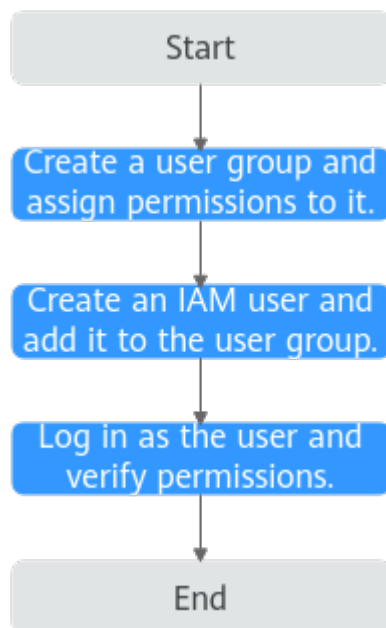 Start
Create a user group and
assign permissions to it.
Create an IAM user and
add it to the user group.
Log in as the user and
verify permissions.
End